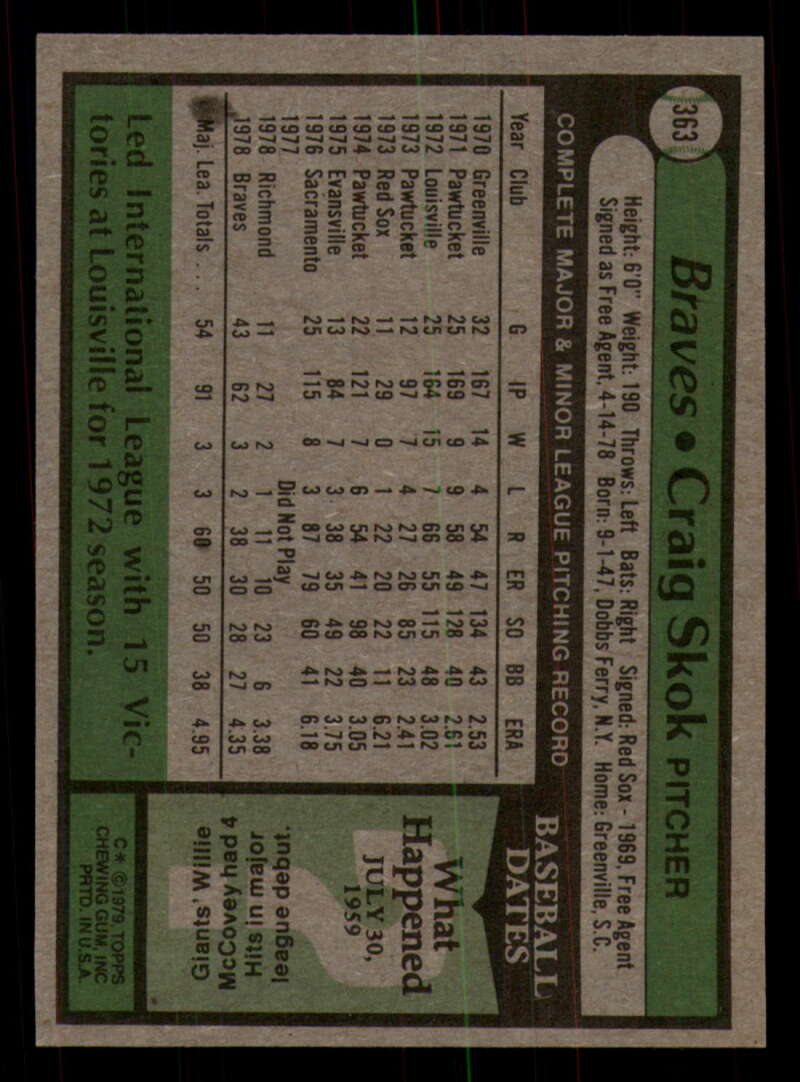 363
Braves • Craig Skok PITCHER
Height: 6'0" Weight: 190 Throws: Left Bats: Right Signed: Red Sox - 1969, Free Agent
Signed as Free Agent, 4-14-78 Born: 9-1-47, Dobbs Ferry, N.Y. Home: Greenville, S.C.
COMPLETE MAJOR & MINOR LEAGUE PITCHING RECORD
Year Club G IP W L R ER SO BB ERA
1970 Greenville 32 167 14 4 54 47 134 43 2.53
1971 Pawtucket 25 169 9 9 58 49 128 40 2.61
1972 Louisville 25 164 15 7 66 55 115 48 3.02
1973 Pawtucket 12 97 7 4 27 26 85 23 2.41
1973 Red Sox 11 29 0 1 22 20 22 11 6.21
1974 Pawtucket 22 121 7 6 54 41 98 40 3.05
1975 Evansville 13 84 7 3 38 35 49 22 3.75
1976 Sacramento 25 115 8 3 87 79 60 41 6.18
1977 Did Not Play
1978 Richmond 11 27 2 1 11 10 23 6 3.38
1978 Braves 43 62 3 2 38 30 28 27 4.35
Maj. Lea. Totals . . . 54 91 3 3 60 50 50 38 4.95
Led International League with 15 Vic-
tories at Louisville for 1972 season.
BASEBALL
DATES
What
Happened
JULY 30,
1959
Giants' Willie
McCovey had 4
Hits in major
league debut.
C* ©1979 TOPPS
CHEWING GUM, INC
PRTD. IN U.S.A.